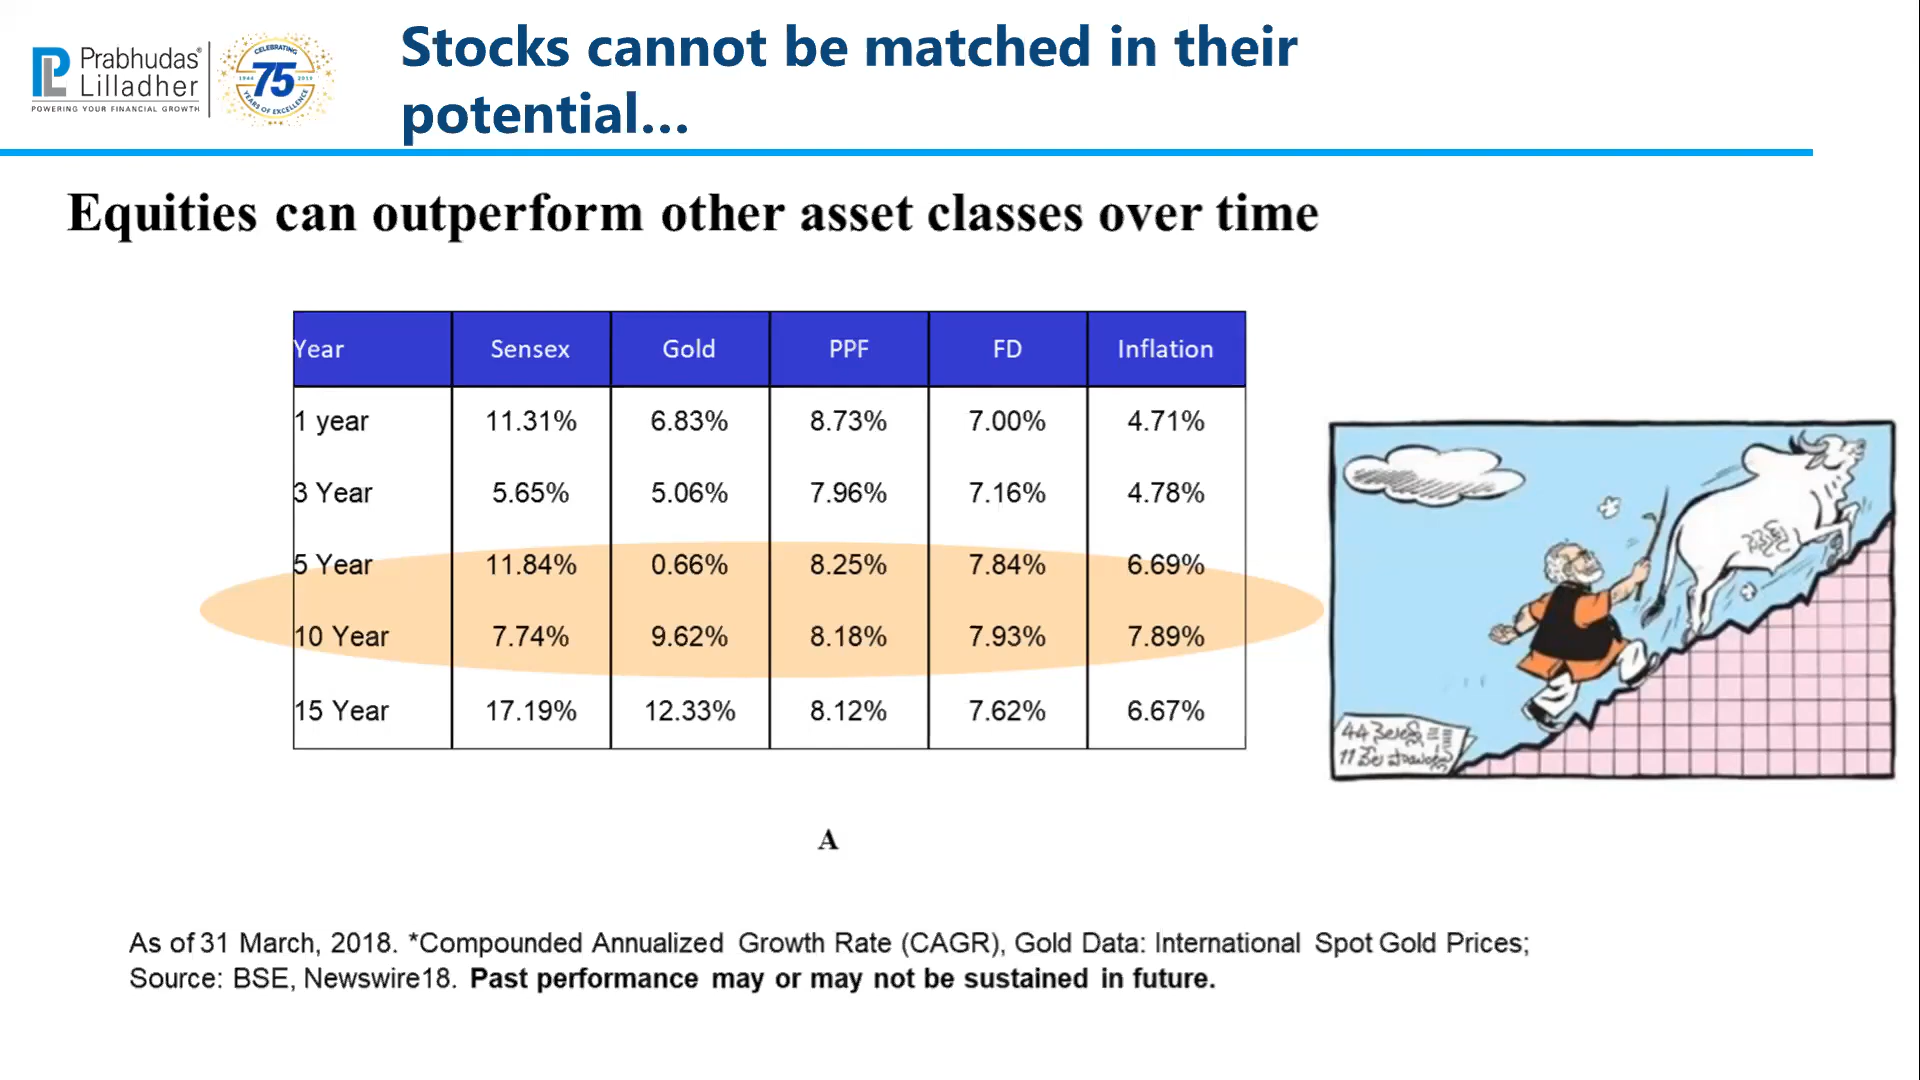 Prabhudas
Lilladher
POWERING YOUR FINANCIAL GROWTH
CELEBRATING
75
YEARS OF EXCELLENCE
Stocks cannot be matched in their
potential...
Equities can outperform other asset classes over time
Year Sensex Gold PPF FD Inflation
1 year 11.31% 6.83% 8.73% 7.00% 4.71%
3 Year 5.65% 5.06% 7.96% 7.16% 4.78%
5 Year 11.84% 0.66% 8.25% 7.84% 6.69%
10 Year 7.74% 9.62% 8.18% 7.93% 7.89%
15 Year 17.19% 12.33% 8.12% 7.62% 6.67%
సెన్సెక్స్
44
11 వేల
A
As of 31 March, 2018. *Compounded Annualized Growth Rate (CAGR), Gold Data: International Spot Gold Prices;
Source: BSE, Newswire18. Past performance may or may not be sustained in future.